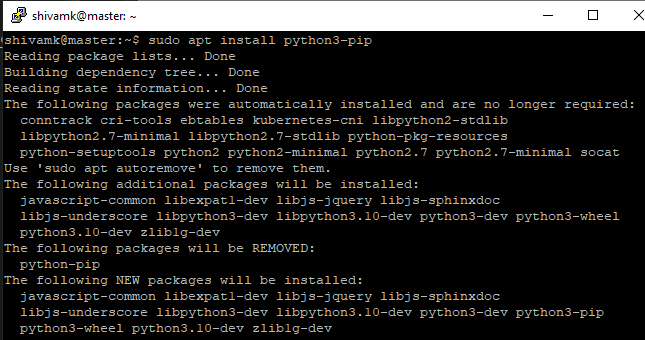 shivamk@master: ~
shivamk@master:~$ sudo apt install python3-pip
Reading package lists... Done
Building dependency tree... Done
Reading state information... Done
The following packages were automatically installed and are no longer required:
  conntrack cri-tools ebtables kubernetes-cni libpython2-stdlib
  libpython2.7-minimal libpython2.7-stdlib python-pkg-resources
  python-setuptools python2 python2-minimal python2.7 python2.7-minimal socat
Use 'sudo apt autoremove' to remove them.
The following additional packages will be installed:
  javascript-common libexpat1-dev libjs-jquery libjs-sphinxdoc
  libjs-underscore libpython3-dev libpython3.10-dev python3-dev python3-wheel
  python3.10-dev zlib1g-dev
The following packages will be REMOVED:
  python-pip
The following NEW packages will be installed:
  javascript-common libexpat1-dev libjs-jquery libjs-sphinxdoc
  libjs-underscore libpython3-dev libpython3.10-dev python3-dev python3-pip
  python3-wheel python3.10-dev zlib1g-dev